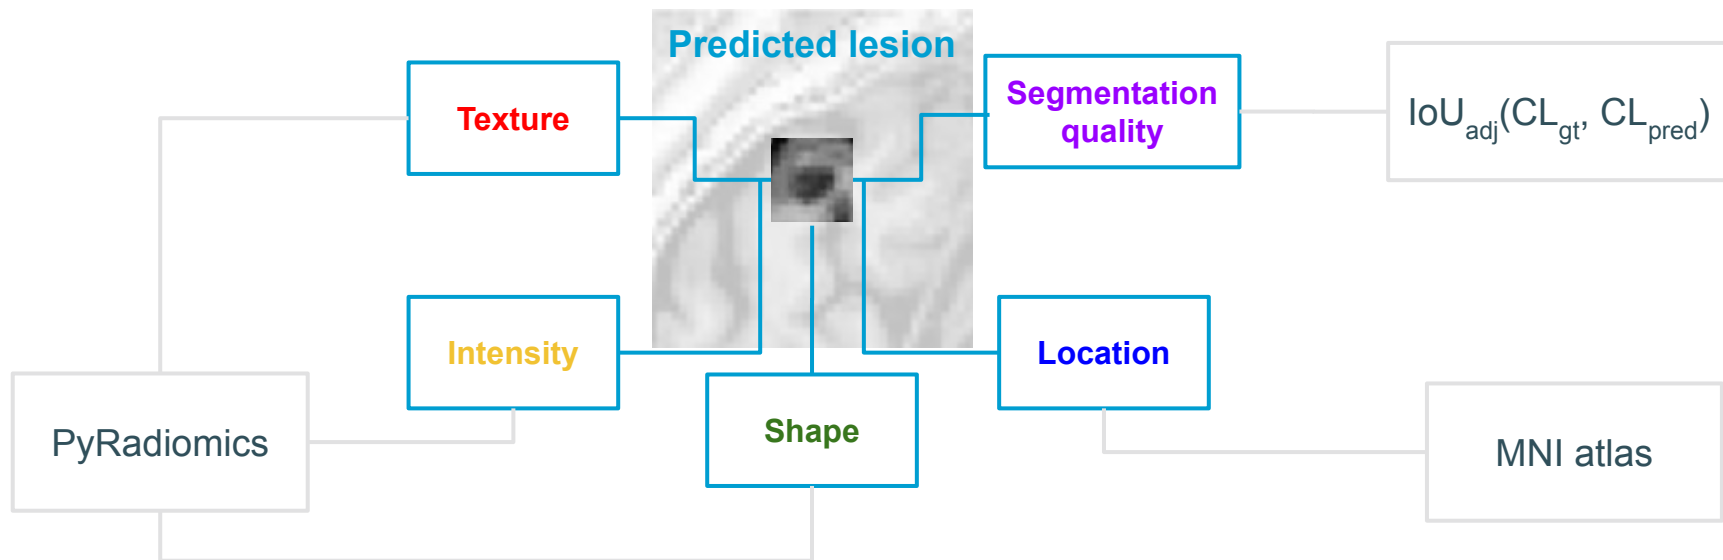 Predicted lesion
Texture
Segmentation
quality
IoU_adj(CL_gt, CL_pred)
Intensity
Location
Shape
PyRadiomics
MNI atlas